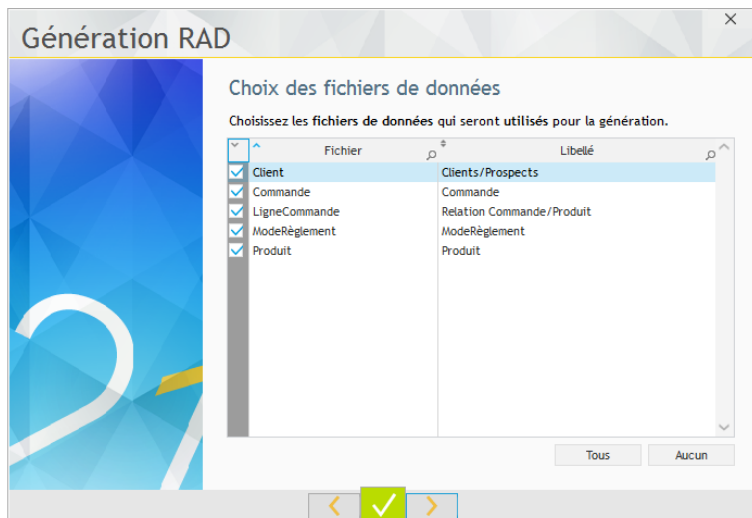 Génération RAD
Choix des fichiers de données
Choisissez les fichiers de données qui seront utilisés pour la génération.
Fichier Libellé
Client Clients/Prospects
Commande Commande
LigneCommande Relation Commande/Produit
ModeRèglement ModeRèglement
Produit Produit
Tous Aucun